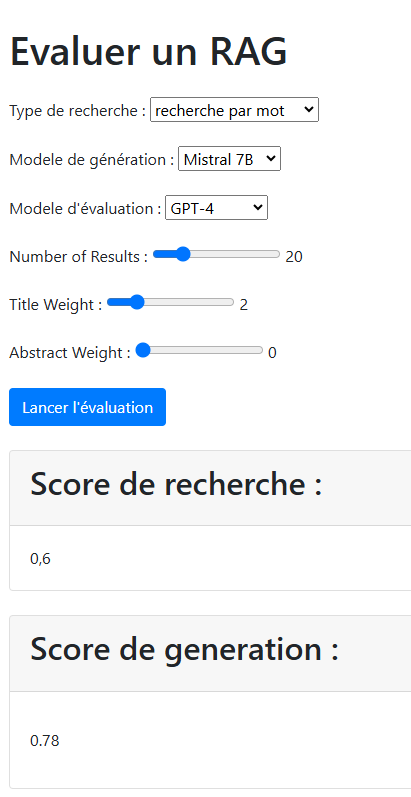 Evaluer un RAG
Type de recherche : recherche par mot
Modele de génération : Mistral 7B
Modele d'évaluation : GPT-4
Number of Results : 20
Title Weight : 2
Abstract Weight : 0
Lancer l'évaluation
Score de recherche :
0,6
Score de generation :
0.78